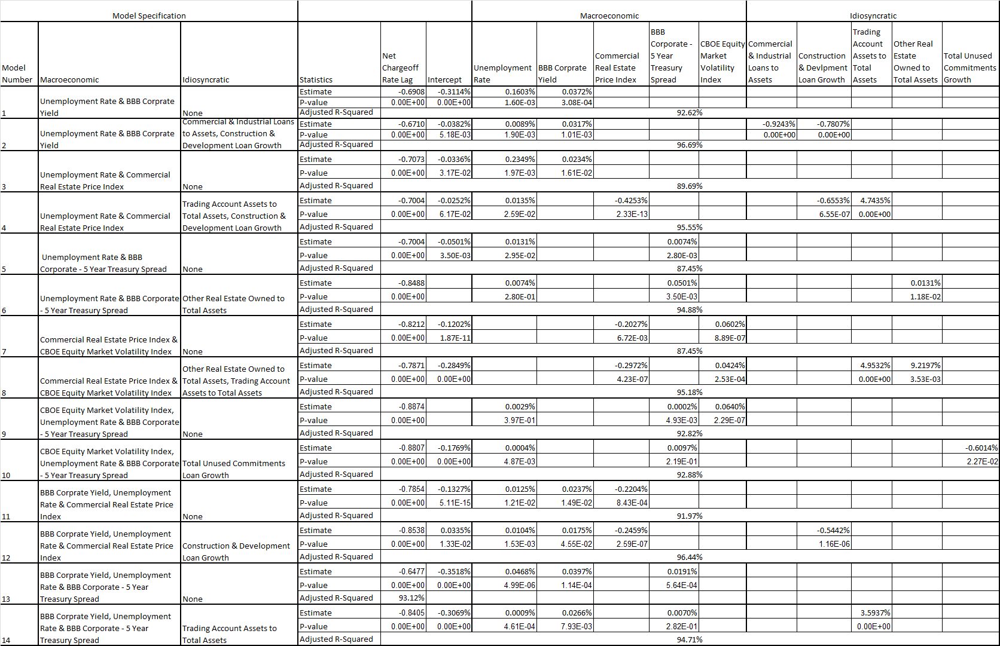 Model Specification Macroeconomic Idiosyncratic
Model Number Macroeconomic Idiosyncratic Statistics Net Chargeoff Rate Lag Intercept Unemployment Rate BBB Corprate Yield Commercial Real Estate Price Index BBB Corporate - 5 Year Treasury Spread CBOE Equity Market Volatility Index Commercial & Industrial Loans to Assets Construction & Devlpment Loan Growth Trading Account Assets to Total Assets Other Real Estate Owned to Total Assets Total Unused Commitments Growth
1 Unemployment Rate & BBB Corprate Yield None
Estimate -0.6908 -0.3114% 0.1603% 0.0372%
P-value 0.00E+00 0.00E+00 1.60E-03 3.08E-04
Adjusted R-Squared 92.62%
2 Unemployment Rate & BBB Corprate Yield Commercial & Industrial Loans to Assets, Construction & Development Loan Growth
Estimate -0.6710 -0.0382% 0.0089% 0.0317% -0.9243% -0.7807%
P-value 0.00E+00 5.18E-03 1.90E-03 1.01E-03 0.00E+00 0.00E+00
Adjusted R-Squared 96.69%
3 Unemployment Rate & Commercial Real Estate Price Index None
Estimate -0.7073 -0.0336% 0.2349% 0.0234%
P-value 0.00E+00 3.17E-02 1.97E-03 1.61E-02
Adjusted R-Squared 89.69%
4 Unemployment Rate & Commercial Real Estate Price Index Trading Account Assets to Total Assets, Construction & Development Loan Growth
Estimate -0.7004 -0.0252% 0.0135% -0.4253% -0.6553% 4.7435%
P-value 0.00E+00 6.17E-02 2.59E-02 2.33E-13 6.55E-07 0.00E+00
Adjusted R-Squared 95.55%
5 Unemployment Rate & BBB Corporate - 5 Year Treasury Spread None
Estimate -0.7004 -0.0501% 0.0131% 0.0074%
P-value 0.00E+00 3.50E-03 2.95E-02 2.80E-03
Adjusted R-Squared 87.45%
6 Unemployment Rate & BBB Corporate - 5 Year Treasury Spread Other Real Estate Owned to Total Assets
Estimate -0.8488 0.0074% 0.0501% 0.0131%
P-value 0.00E+00 2.80E-01 3.50E-03 1.18E-02
Adjusted R-Squared 94.88%
7 Commercial Real Estate Price Index & CBOE Equity Market Volatility Index None
Estimate -0.8212 -0.1202% -0.2027% 0.0602%
P-value 0.00E+00 1.87E-11 6.72E-03 8.89E-07
Adjusted R-Squared 87.45%
8 Commercial Real Estate Price Index & CBOE Equity Market Volatility Index Other Real Estate Owned to Total Assets, Trading Account Assets to Total Assets
Estimate -0.7871 -0.2849% -0.2972% 0.0424% 4.9532% 9.2197%
P-value 0.00E+00 0.00E+00 4.23E-07 2.53E-04 0.00E+00 3.53E-03
Adjusted R-Squared 95.18%
9 CBOE Equity Market Volatility Index, Unemployment Rate & BBB Corporate - 5 Year Treasury Spread None
Estimate -0.8874 0.0029% 0.0002% 0.0640%
P-value 0.00E+00 3.97E-01 4.93E-03 2.29E-07
Adjusted R-Squared 92.82%
10 CBOE Equity Market Volatility Index, Unemployment Rate & BBB Corporate - 5 Year Treasury Spread Total Unused Commitments Loan Growth
Estimate -0.8807 -0.1769% 0.0004% 0.0097% -0.6014%
P-value 0.00E+00 0.00E+00 4.87E-03 2.19E-01 2.27E-02
Adjusted R-Squared 92.88%
11 BBB Corprate Yield, Unemployment Rate & Commercial Real Estate Price Index None
Estimate -0.7854 -0.1327% 0.0125% 0.0237% -0.2204%
P-value 0.00E+00 5.11E-15 1.21E-02 1.49E-02 8.43E-04
Adjusted R-Squared 91.97%
12 BBB Corprate Yield, Unemployment Rate & Commercial Real Estate Price Index Construction & Development Loan Growth
Estimate -0.8538 0.0335% 0.0104% 0.0175% -0.2459% -0.5442%
P-value 0.00E+00 1.33E-02 1.53E-03 4.55E-02 2.59E-07 1.16E-06
Adjusted R-Squared 96.44%
13 BBB Corprate Yield, Unemployment Rate & BBB Corporate - 5 Year Treasury Spread None
Estimate -0.6477 -0.3518% 0.0468% 0.0397% 0.0191%
P-value 0.00E+00 0.00E+00 4.99E-06 1.14E-04 5.64E-04
Adjusted R-Squared 93.12%
14 BBB Corprate Yield, Unemployment Rate & BBB Corporate - 5 Year Treasury Spread Trading Account Assets to Total Assets
Estimate -0.8405 -0.3069% 0.0009% 0.0266% 0.0070% 3.5937%
P-value 0.00E+00 0.00E+00 4.61E-04 7.93E-03 2.82E-01 0.00E+00
Adjusted R-Squared 94.71%